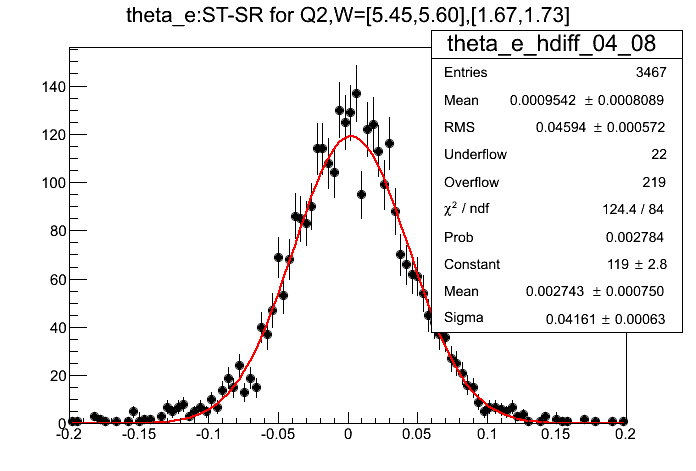 theta_e:ST-SR for Q2,W=[5.45,5.60],[1.67,1.73]
theta_e_hdiff_04_08
Entries 3467
Mean 0.0009542 ± 0.0008089
RMS 0.04594 ± 0.000572
Underflow 22
Overflow 219
χ² / ndf 124.4 / 84
Prob 0.002784
Constant 119 ± 2.8
Mean 0.002743 ± 0.000750
Sigma 0.04161 ± 0.00063
140
120
100
80
60
40
20
0
-0.2 -0.15 -0.1 -0.05 0 0.05 0.1 0.15 0.2